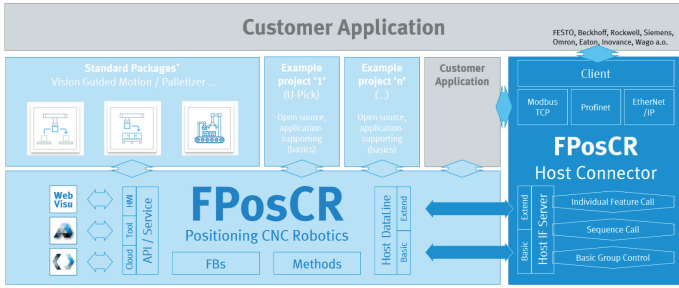 Customer Application
FESTO, Beckhoff, Rockwell, Siemens,
Omron, Eaton, Inovance, Wago a.o.
Standard Packages*
Vision Guided Motion / Palletizer ...
Example
project "1"
(U-Pick)
Open source,
application-
supporting
(basics)
Example
project "n"
(...)
Open source,
application-
supporting
(basics)
Customer
Application
Client
Modbus
TCP
Profinet
EtherNet
/IP
FPosCR
Host Connector
Web
Visu
HMI
Tool
Cloud
API / Service
FPosCR
Positioning CNC Robotics
FBs
Methods
Host DataLine
Extend
Basic
Extend
Basic
Host IF Server
Individual Feature Call
Sequence Call
Basic Group Control